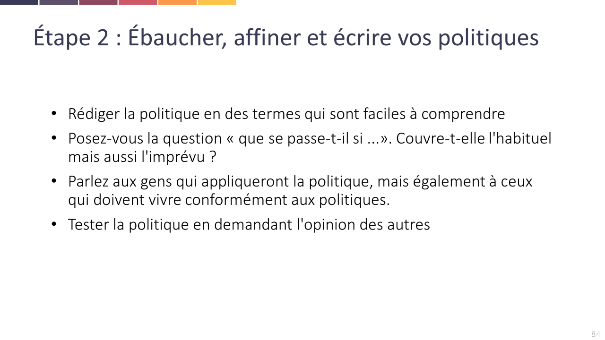 Étape 2 : Ébaucher, affiner et écrire vos politiques
• Rédiger la politique en des termes qui sont faciles à comprendre
• Posez-vous la question « que se passe-t-il si ...». Couvre-t-elle l'habituel
mais aussi l'imprévu ?
• Parlez aux gens qui appliqueront la politique, mais également à ceux
qui doivent vivre conformément aux politiques.
• Tester la politique en demandant l'opinion des autres